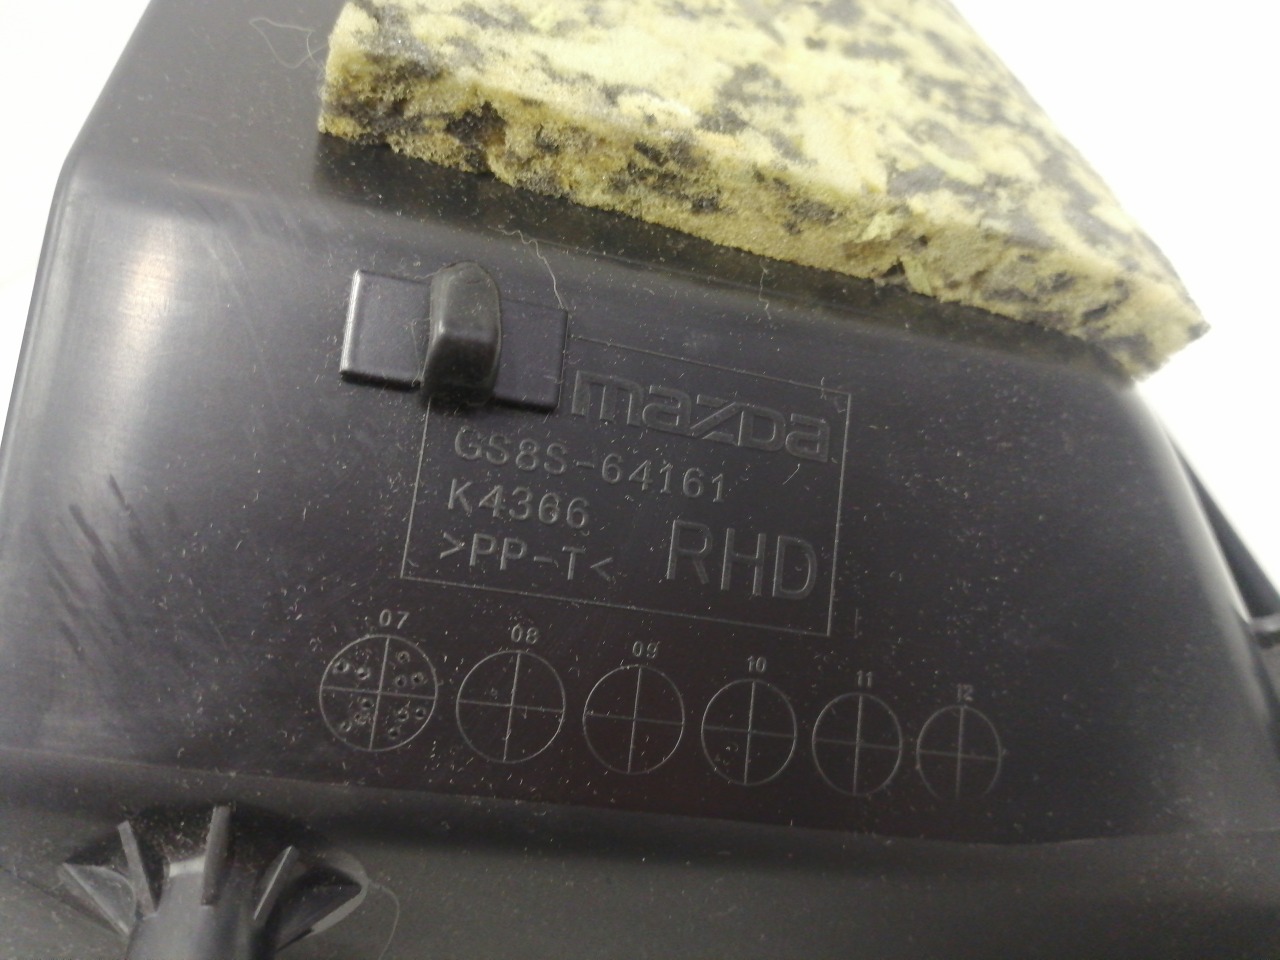 mazda
GS8S-64161
K4366
>PP-T< RHD
07 08 09 10 11 12